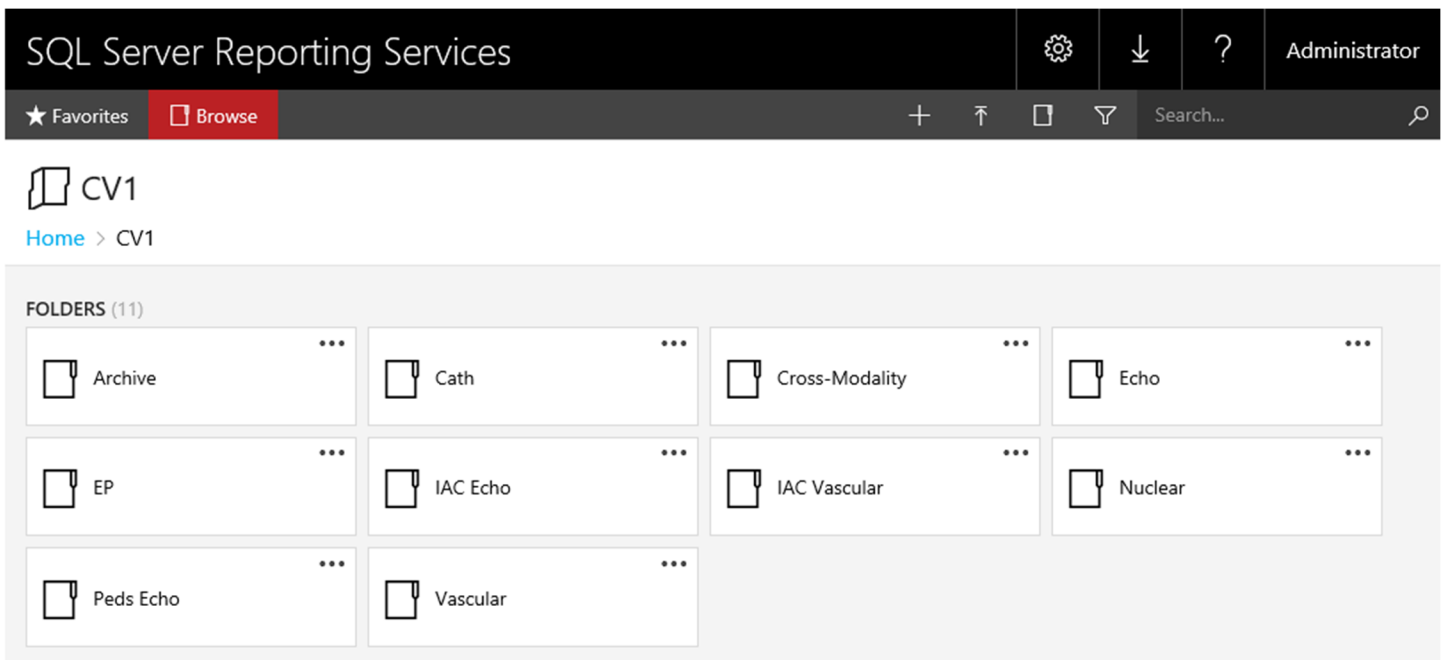 SQL Server Reporting Services
? Administrator
Favorites Browse Search...
CV1
Home > CV1
FOLDERS (11)
Archive Cath Cross-Modality Echo
EP IAC Echo IAC Vascular Nuclear
Peds Echo Vascular